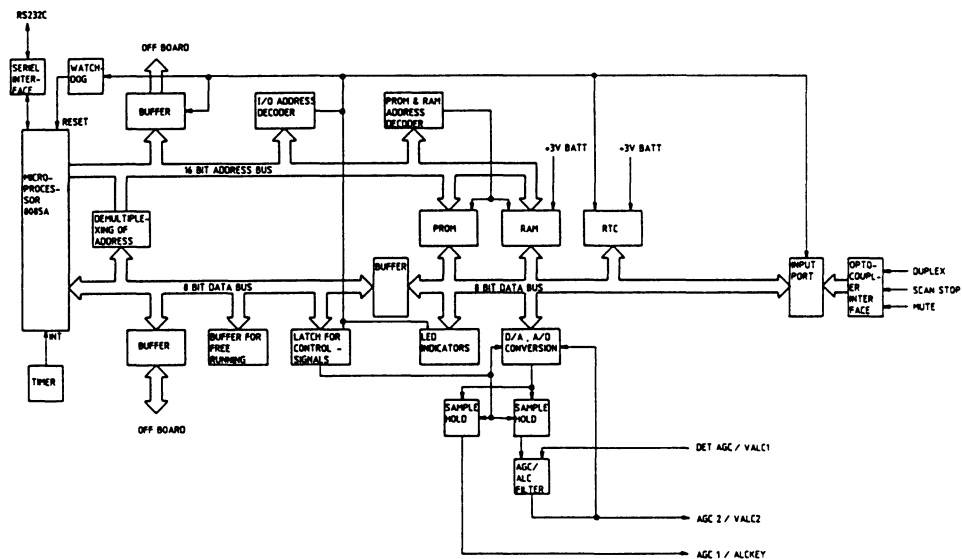 RS232C
OFF BOARD
SERIEL
INTER-
FACE
WATCH-
DOG
BUFFER
I/O ADDRESS
DECODER
PROM & RAM
ADDRESS
DECODER
RESET
+3V BATT
+3V BATT
16 BIT ADDRESS BUS
MICRO-
PROCES-
SOR
8085A
DEMULTIPLE-
XING OF
ADDRESS
PROM
RAM
RTC
BUFFER
INPUT
PORT
OPTO-
COUPL-
ER
INTER
FACE
DUPLEX
SCAN STOP
MUTE
8 BIT DATA BUS
8 BIT DATA BUS
INT
BUFFER
BUFFER FOR
FREE
RUNNING
LATCH FOR
CONTROL -
SIGNALS
LED
INDICATORS
D/A , A/D
CONVERSION
TIMER
OFF BOARD
SAMPLE
HOLD
SAMPLE
HOLD
DET AGC / VALC1
AGC/
ALC
FILTER
AGC 2 / VALC2
AGC 1 / ALCKEY